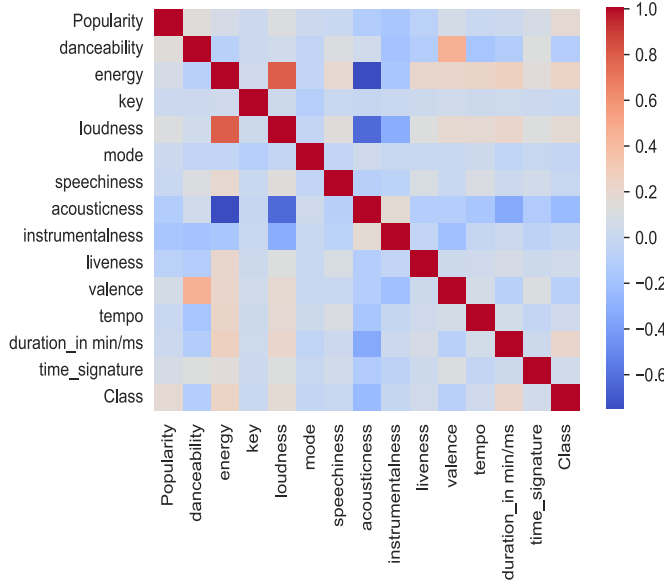 Popularity
danceability
energy
key
loudness
mode
speechiness
acousticness
instrumentalness
liveness
valence
tempo
duration_in min/ms
time_signature
Class
Popularity
danceability
energy
key
loudness
mode
speechiness
acousticness
instrumentalness
liveness
valence
tempo
duration_in min/ms
time_signature
Class
1.0
0.8
0.6
0.4
0.2
0.0
−0.2
−0.4
−0.6